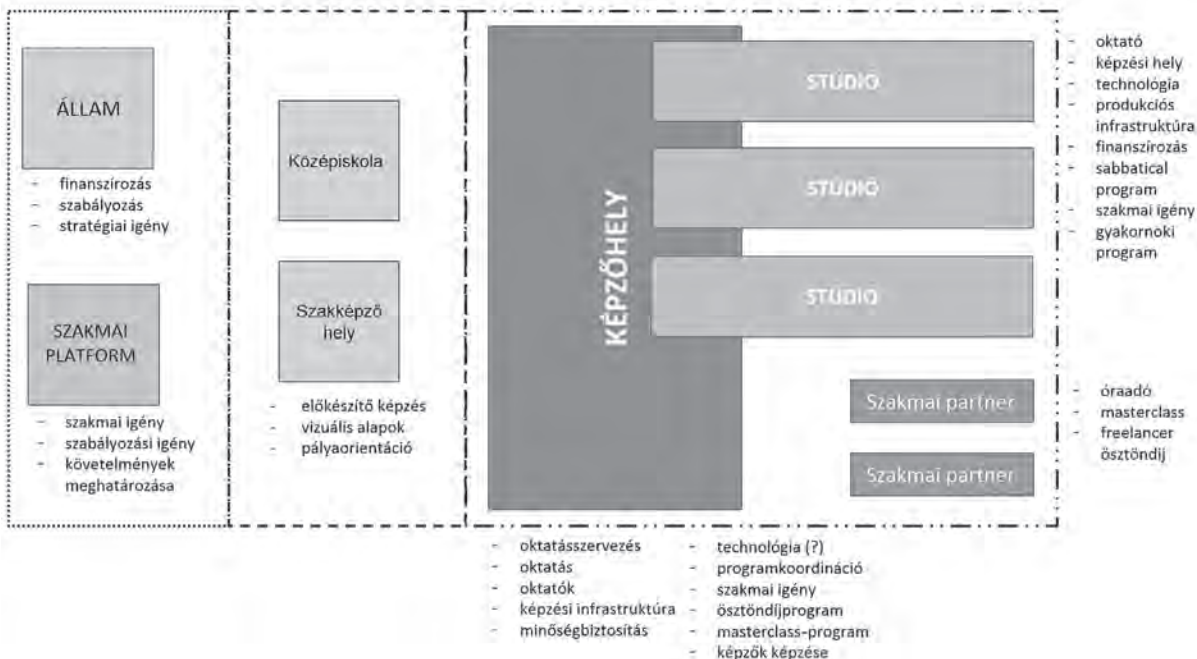 ÁLLAM
- finanszírozás
- szabályozás
- stratégiai igény
SZAKMAI
PLATFORM
- szakmai igény
- szabályozási igény
- követelmények
meghatározása
Középiskola
Szakképző
hely
- előkészítő képzés
- vizuális alapok
- pályaorientáció
KÉPZŐHELY
STÚDIÓ
STÚDIÓ
STÚDIÓ
- oktató
- képzési hely
- technológia
- produkciós
infrastruktúra
- finanszírozás
- sabbatical
program
- szakmai igény
- gyakornoki
program
Szakmai partner
Szakmai partner
- óraadó
- masterclass
- freelancer
ösztöndij
- oktatásszervezés
- oktatás
- oktatók
- képzési infrastruktúra
- minőségbiztosítás
- technológia (?)
- programkoordináció
- szakmai igény
- ösztöndíjprogram
- masterclass-program
- képzők képzése